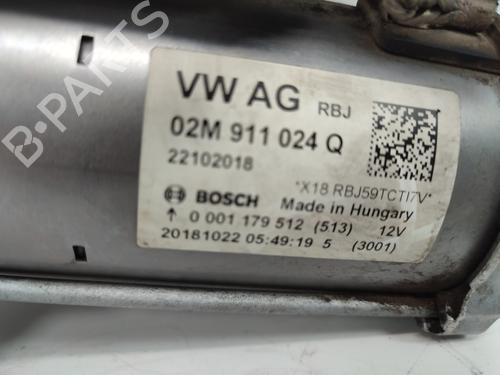 VW AG RBJ
02M 911 024 Q
22102018
*X18 RBJ59TCTI7V*
BOSCH Made in Hungary
↑ 0 001 179 512 (513) 12V
20181022 05:49:19 5 (3001)
B-PARTS